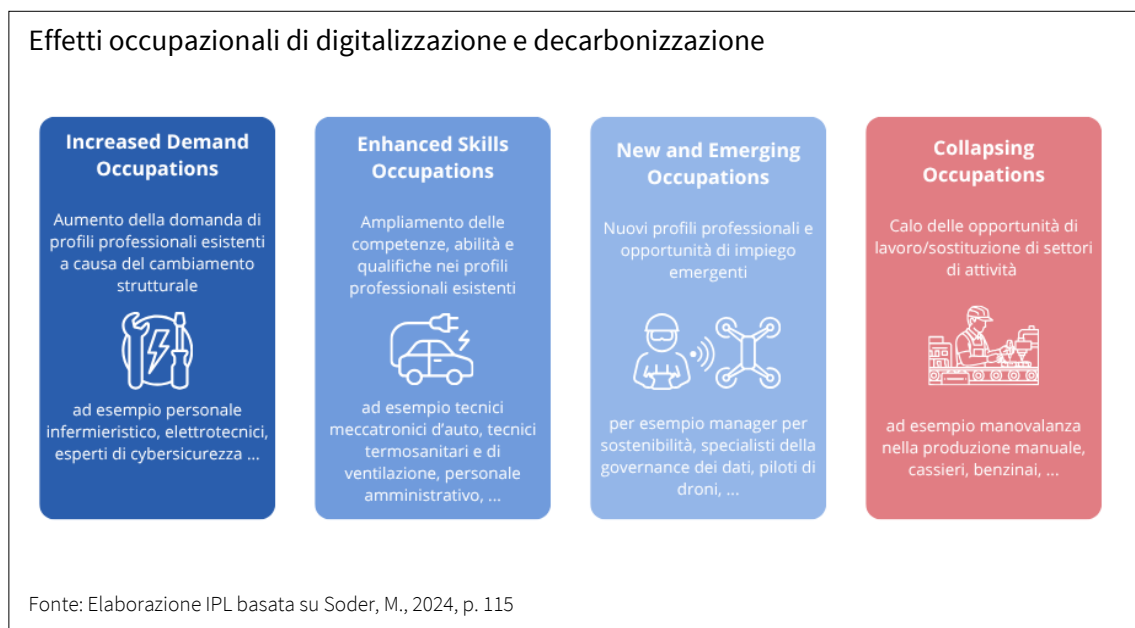 Effetti occupazionali di digitalizzazione e decarbonizzazione
Increased Demand
Occupations
Aumento della domanda di
profili professionali esistenti
a causa del cambiamento
strutturale
ad esempio personale
infermieristico, elettrotecnici,
esperti di cybersicurezza ...
Enhanced Skills
Occupations
Ampliamento delle
competenze, abilità e
qualifiche nei profili
professionali esistenti
ad esempio tecnici
meccatronici d'auto, tecnici
termosanitari e di
ventilazione, personale
amministrativo, ...
New and Emerging
Occupations
Nuovi profili professionali e
opportunità di impiego
emergenti
per esempio manager per
sostenibilità, specialisti della
governance dei dati, piloti di
droni, ...
Collapsing
Occupations
Calo delle opportunità di
lavoro/sostituzione di settori
di attività
ad esempio manovalanza
nella produzione manuale,
cassieri, benzinai, ...
Fonte: Elaborazione IPL basata su Soder, M., 2024, p. 115